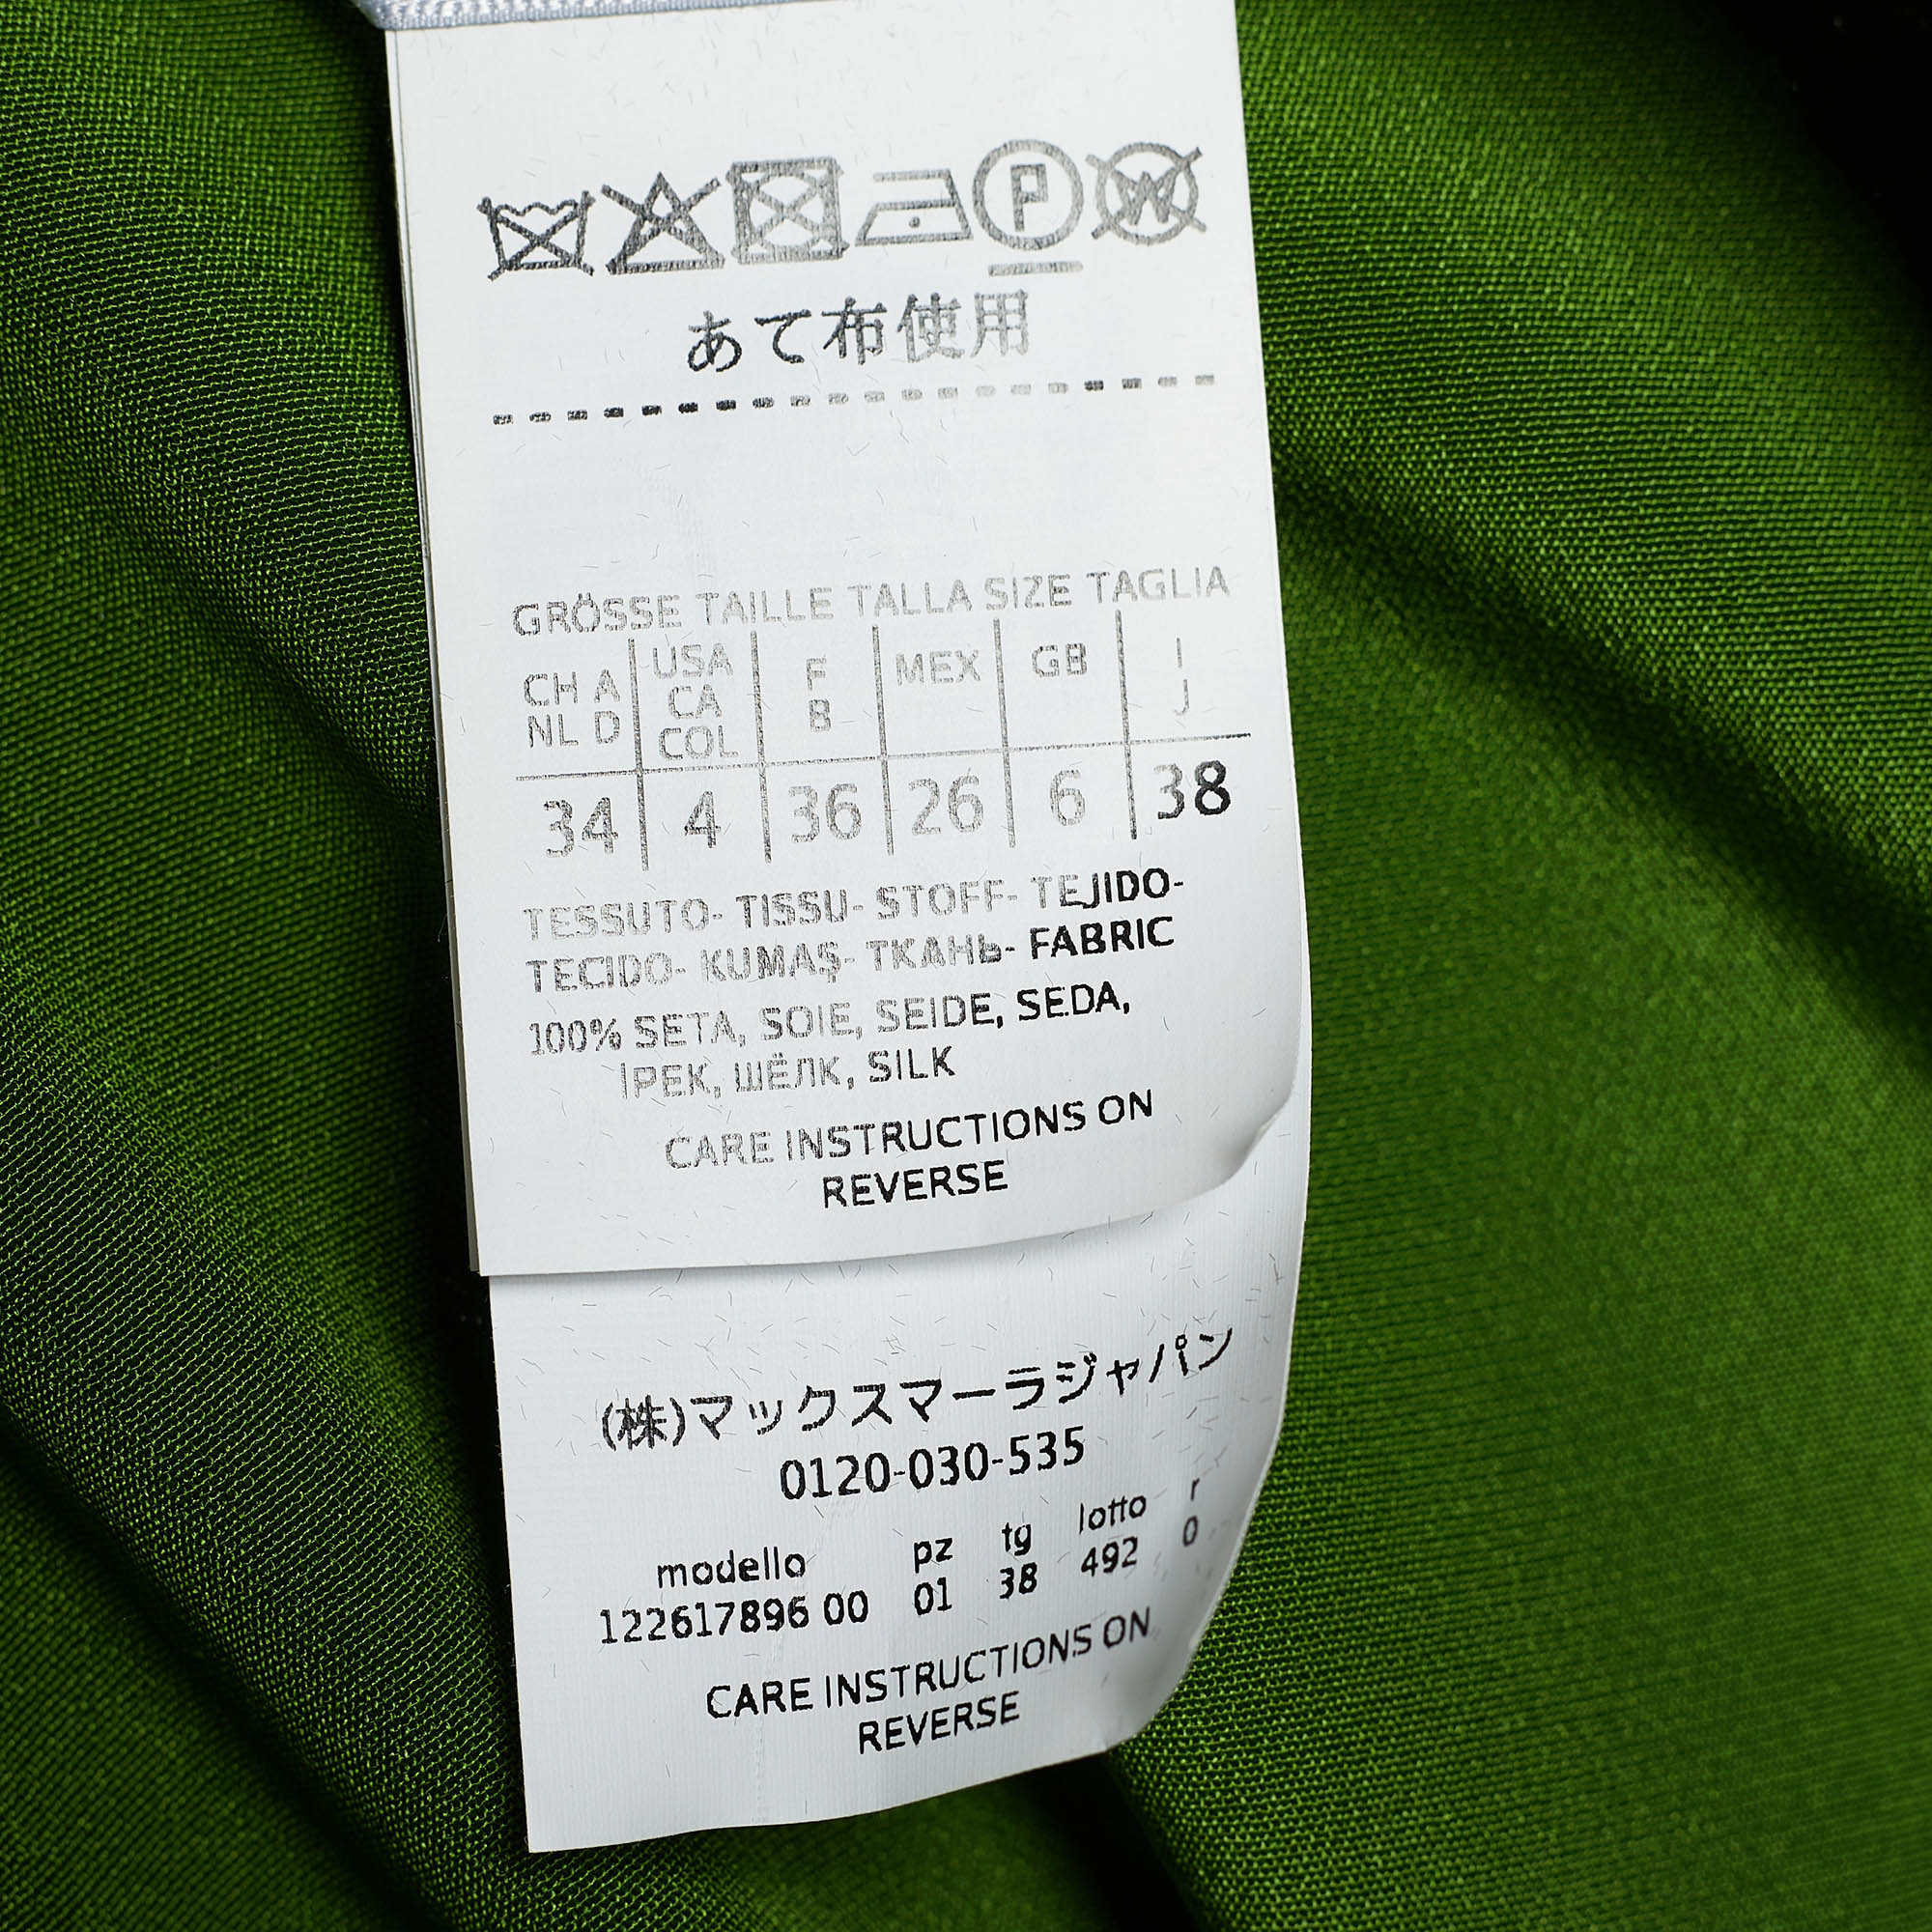 P W
あて布使用
GRÖSSE TAILLE TALLA SIZE TAGLIA
CH A NL D | USA CA COL | F B | MEX | GB | I J
34 | 4 | 36 | 26 | 6 | 38
TESSUTO- TISSU- STOFF- TEJIDO-
TECIDO- KUMAŞ- ТКАНЬ- FABRIC
100% SETA, SOIE, SEIDE, SEDA,
İPEK, ШЁЛК, SILK
CARE INSTRUCTIONS ON
REVERSE
(株)マックスマーラジャパン
0120-030-535
modello pz tg lotto r
122617896 00 01 38 492 0
CARE INSTRUCTIONS ON
REVERSE